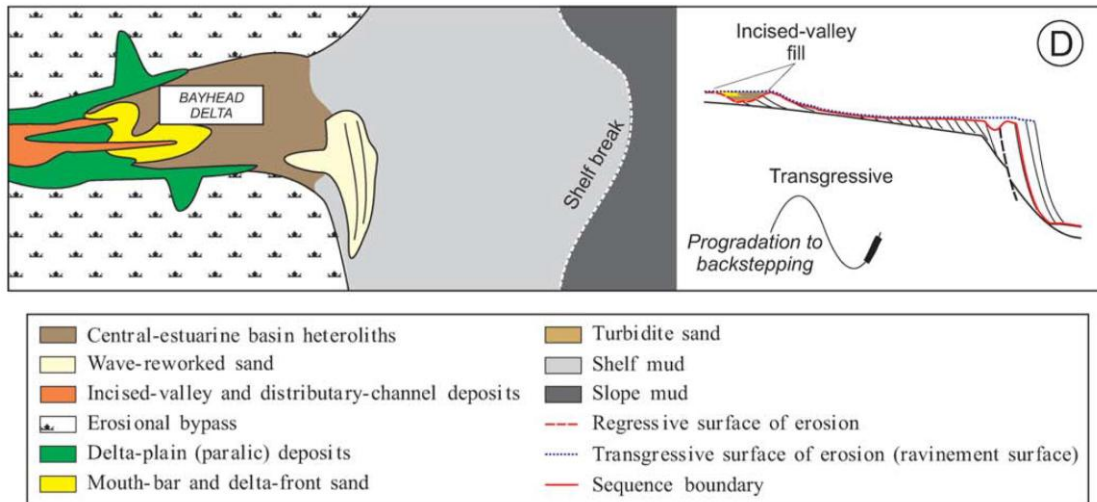 BAYHEAD
DELTA
Shelf break
Incised-valley
fill
D
Transgressive
Progradation to
backstepping
Central-estuarine basin heteroliths
Wave-reworked sand
Incised-valley and distributary-channel deposits
Erosional bypass
Delta-plain (paralic) deposits
Mouth-bar and delta-front sand
Turbidite sand
Shelf mud
Slope mud
Regressive surface of erosion
Transgressive surface of erosion (ravinement surface)
Sequence boundary